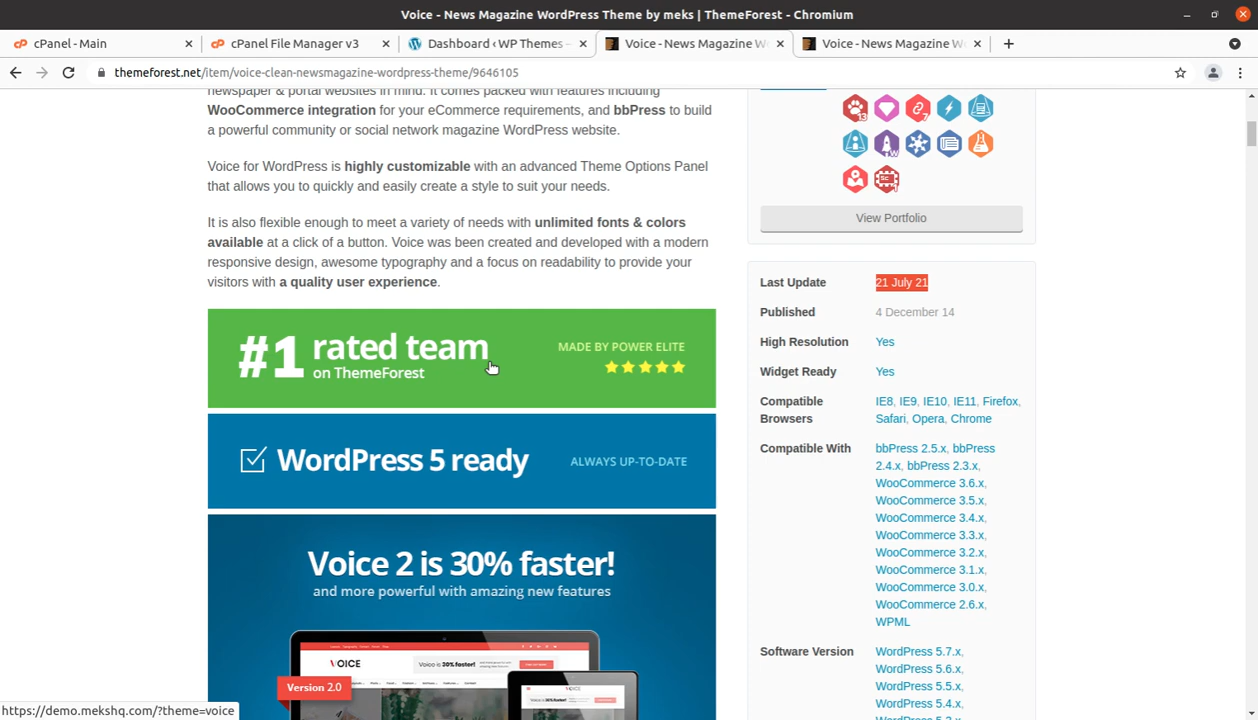 Voice - News Magazine WordPress Theme by meks | ThemeForest - Chromium
cPanel - Main
cPanel File Manager v3
Dashboard ‹ WP Themes –
Voice - News Magazine W
Voice - News Magazine W
themeforest.net/item/voice-clean-newsmagazine-wordpress-theme/9646105
newspaper & portal websites in mind. It comes packed with features including
WooCommerce integration for your eCommerce requirements, and bbPress to build
a powerful community or social network magazine WordPress website.
Voice for WordPress is highly customizable with an advanced Theme Options Panel
that allows you to quickly and easily create a style to suit your needs.
It is also flexible enough to meet a variety of needs with unlimited fonts & colors
available at a click of a button. Voice was been created and developed with a modern
responsive design, awesome typography and a focus on readability to provide your
visitors with a quality user experience.
#1 rated team
on ThemeForest
MADE BY POWER ELITE
WordPress 5 ready
ALWAYS UP-TO-DATE
Voice 2 is 30% faster!
and more powerful with amazing new features
VOICE
Voice is 30% faster!
Version 2.0
VOICE
https://demo.mekshq.com/?theme=voice
13
7
1W
View Portfolio
Last Update 21 July 21
Published 4 December 14
High Resolution Yes
Widget Ready Yes
Compatible Browsers
IE8, IE9, IE10, IE11, Firefox,
Safari, Opera, Chrome
Compatible With
bbPress 2.5.x, bbPress
2.4.x, bbPress 2.3.x,
WooCommerce 3.6.x,
WooCommerce 3.5.x,
WooCommerce 3.4.x,
WooCommerce 3.3.x,
WooCommerce 3.2.x,
WooCommerce 3.1.x,
WooCommerce 3.0.x,
WooCommerce 2.6.x,
WPML
Software Version
WordPress 5.7.x,
WordPress 5.6.x,
WordPress 5.5.x,
WordPress 5.4.x,